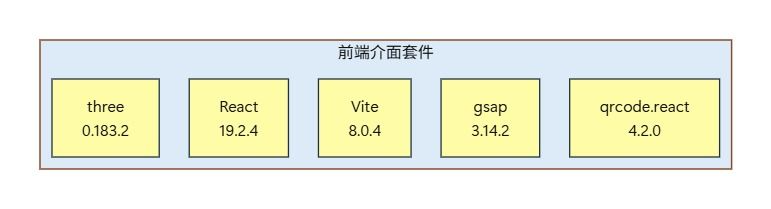 前端介面套件
three
0.183.2
React
19.2.4
Vite
8.0.4
gsap
3.14.2
qrcode.react
4.2.0